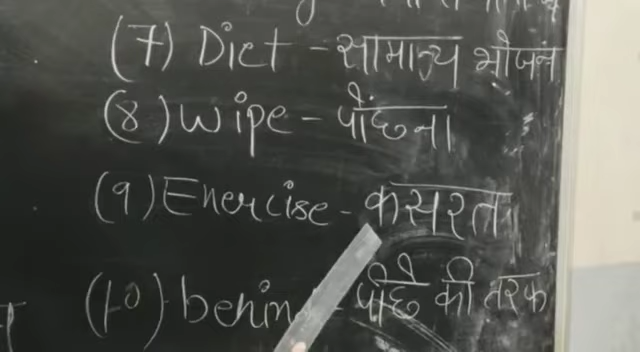 (7) Diet - सामान्य भोजन
(8) Wipe - पोंछना
(9) Exercise - कसरत
(10) behin - पीछे की तरफ